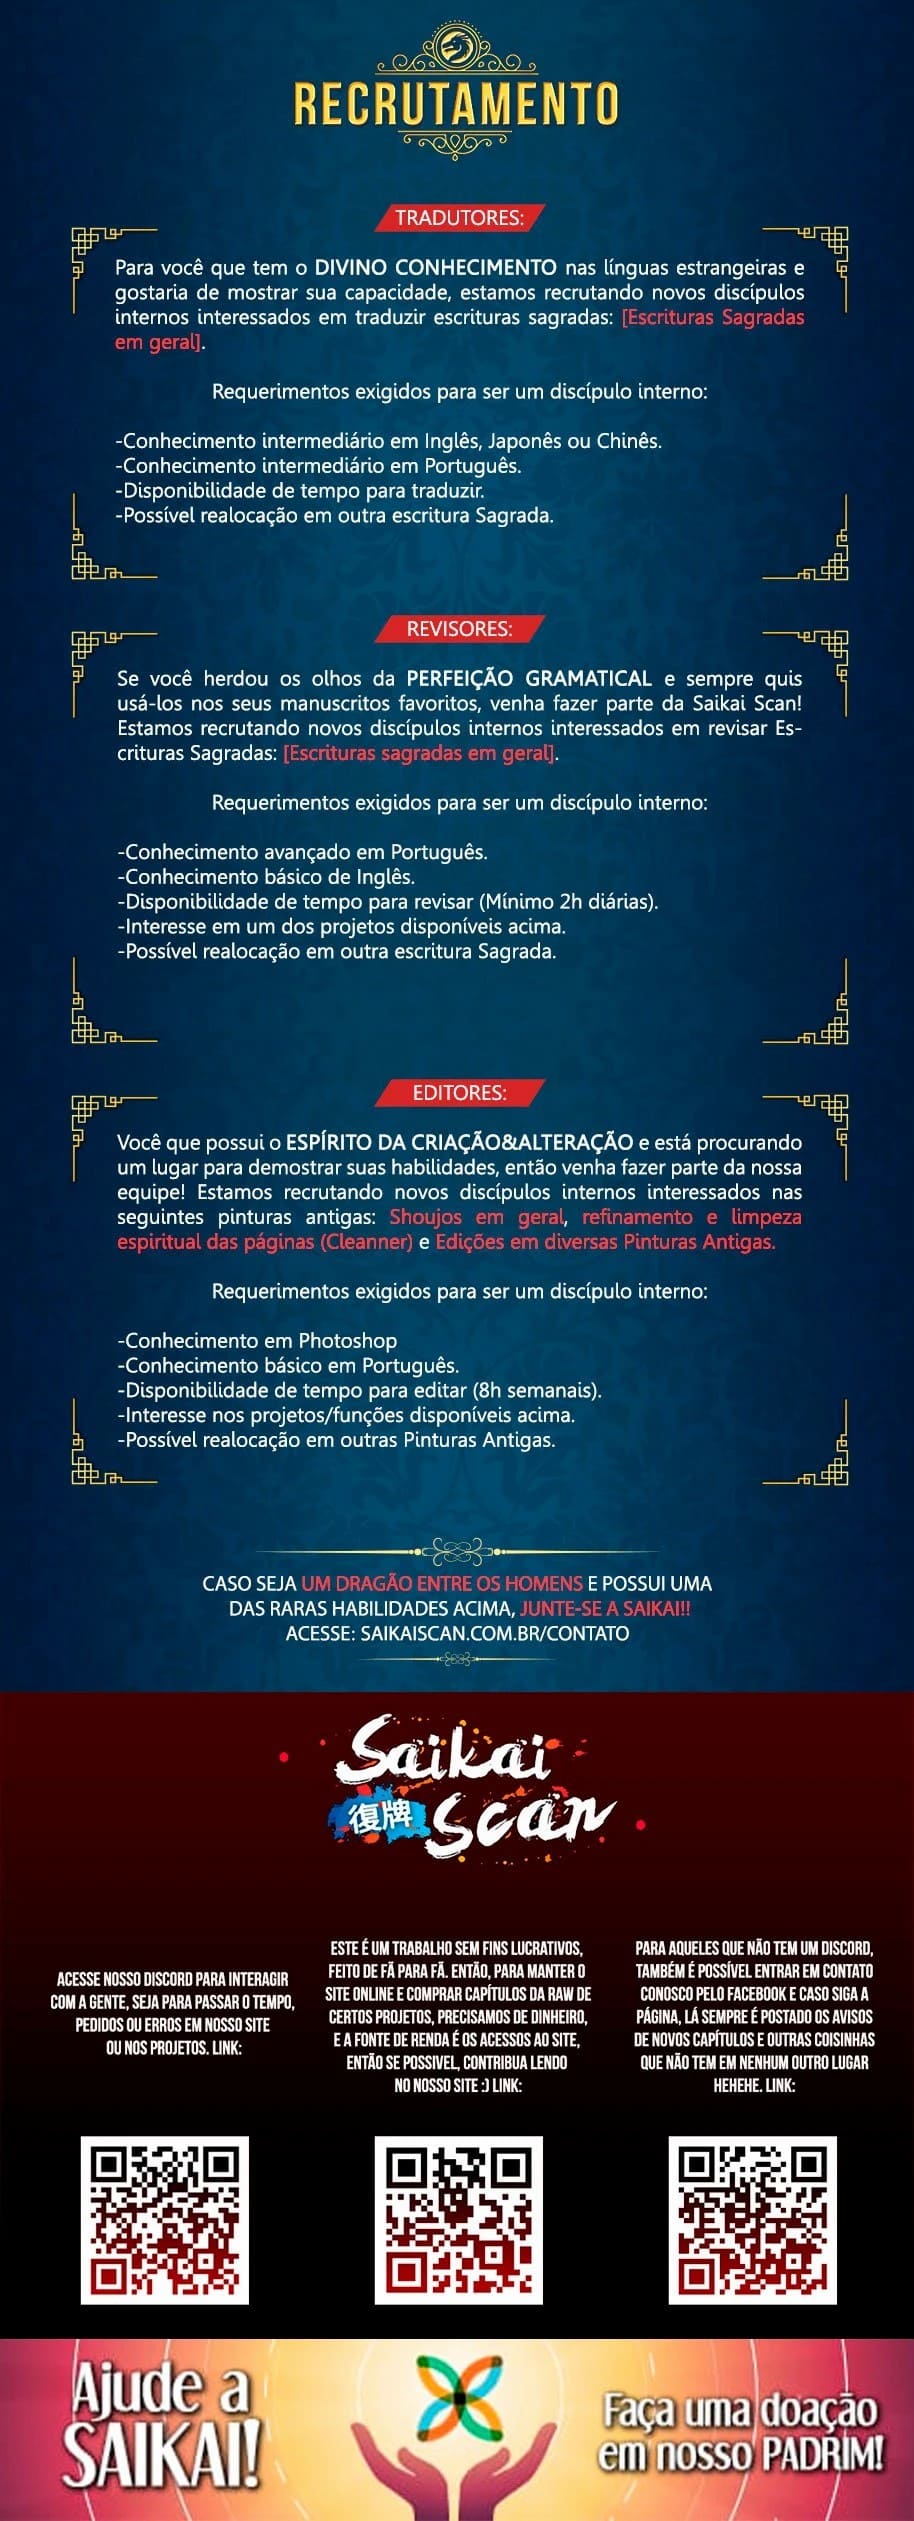 RECRUTAMENTO
TRADUTORES:
Para você que tem o DIVINO CONHECIMENTO nas línguas estrangeiras e
gostaria de mostrar sua capacidade, estamos recrutando novos discípulos
internos interessados em traduzir escrituras sagradas: [Escrituras Sagradas
em geral].
Requerimentos exigidos para ser um discípulo interno:
-Conhecimento intermediário em Inglês, Japonês ou Chinês.
-Conhecimento intermediário em Português.
-Disponibilidade de tempo para traduzir.
-Possível realocação em outra escritura Sagrada.
REVISORES:
Se você herdou os olhos da PERFEIÇÃO GRAMATICAL e sempre quis
usá-los nos seus manuscritos favoritos, venha fazer parte da Saikai Scan!
Estamos recrutando novos discípulos internos interessados em revisar Es-
crituras Sagradas: [Escrituras sagradas em geral].
Requerimentos exigidos para ser um discípulo interno:
-Conhecimento avançado em Português.
-Conhecimento básico de Inglês.
-Disponibilidade de tempo para revisar (Mínimo 2h diárias).
-Interesse em um dos projetos disponíveis acima.
-Possível realocação em outra escritura Sagrada.
EDITORES:
Você que possui o ESPÍRITO DA CRIAÇÃO&ALTERAÇÃO e está procurando
um lugar para demostrar suas habilidades, então venha fazer parte da nossa
equipe! Estamos recrutando novos discípulos internos interessados nas
seguintes pinturas antigas: Shoujos em geral, refinamento e limpeza
espiritual das páginas (Cleanner) e Edições em diversas Pinturas Antigas.
Requerimentos exigidos para ser um discípulo interno:
-Conhecimento em Photoshop
-Conhecimento básico em Português.
-Disponibilidade de tempo para editar (8h semanais).
-Interesse nos projetos/funções disponíveis acima.
-Possível realocação em outras Pinturas Antigas.
CASO SEJA UM DRAGÃO ENTRE OS HOMENS E POSSUI UMA
DAS RARAS HABILIDADES ACIMA, JUNTE-SE A SAIKAI!!
ACESSE: SAIKAISCAN.COM.BR/CONTATO
Saikai
復牌 Scan
ACESSE NOSSO DISCORD PARA INTERAGIR
COM A GENTE, SEJA PARA PASSAR O TEMPO,
PEDIDOS OU ERROS EM NOSSO SITE
OU NOS PROJETOS. LINK:
ESTE É UM TRABALHO SEM FINS LUCRATIVOS,
FEITO DE FÃ PARA FÃ. ENTÃO, PARA MANTER O
SITE ONLINE E COMPRAR CAPÍTULOS DA RAW DE
CERTOS PROJETOS, PRECISAMOS DE DINHEIRO,
E A FONTE DE RENDA É OS ACESSOS AO SITE,
ENTÃO SE POSSIVEL, CONTRIBUA LENDO
NO NOSSO SITE :) LINK:
PARA AQUELES QUE NÃO TEM UM DISCORD,
TAMBÉM É POSSÍVEL ENTRAR EM CONTATO
CONOSCO PELO FACEBOOK E CASO SIGA A
PÁGINA, LÁ SEMPRE É POSTADO OS AVISOS
DE NOVOS CAPÍTULOS E OUTRAS COISINHAS
QUE NÃO TEM EM NENHUM OUTRO LUGAR
HEHEHE. LINK:
Ajude a
SAIKAI!
Faça uma doação
em nosso PADRIM!